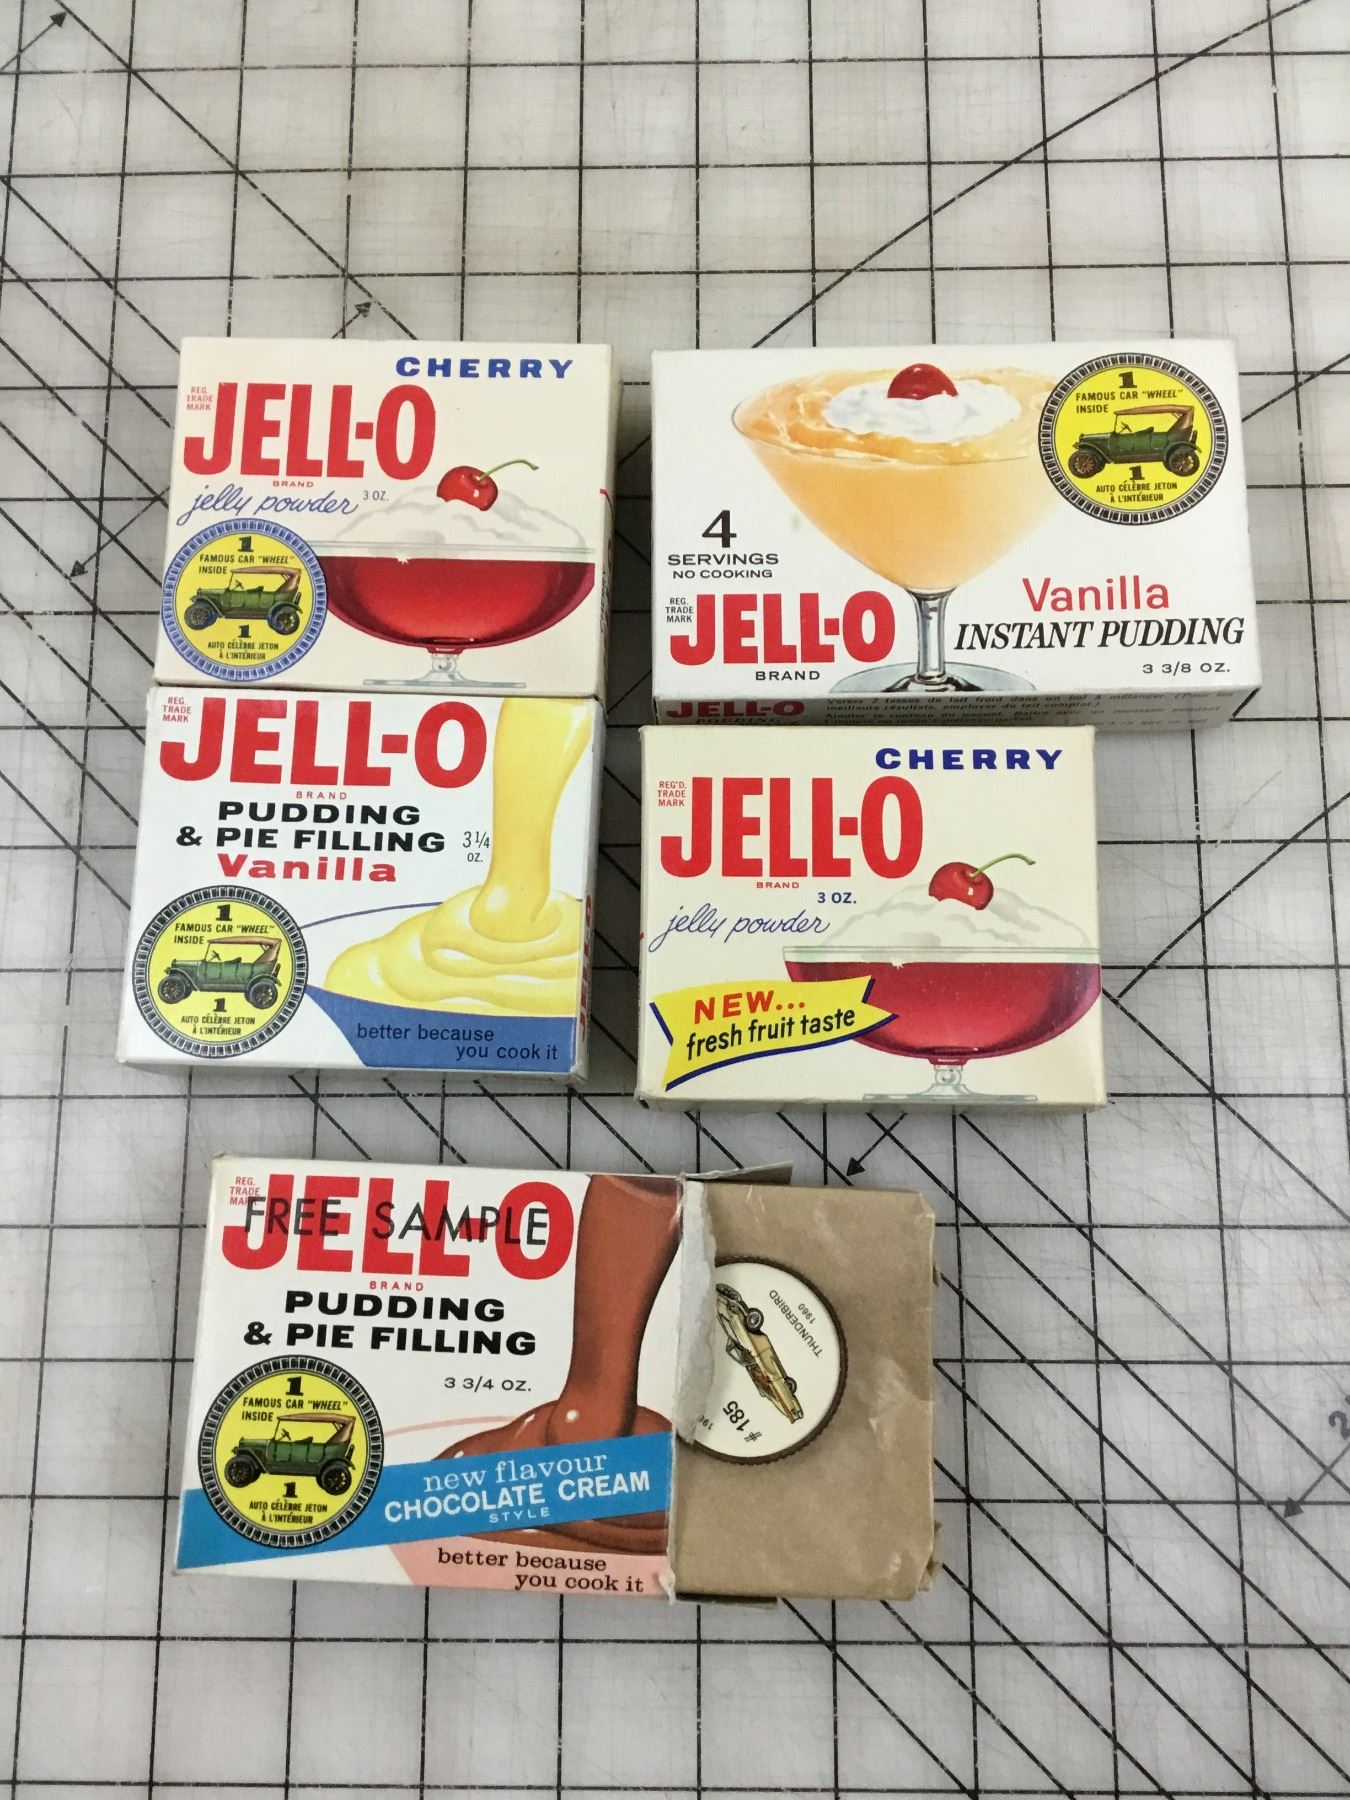 CHERRY
REG.
TRADE
MARK
JELL-O
BRAND
jelly powder 3 OZ.
1
FAMOUS CAR "WHEEL"
INSIDE
1
AUTO CÉLÈBRE JETON
À L'INTÉRIEUR
1
FAMOUS CAR "WHEEL"
INSIDE
1
AUTO CÉLÈBRE JETON
À L'INTÉRIEUR
4
SERVINGS
NO COOKING
REG.
TRADE
MARK
JELL-O
BRAND
Vanilla
INSTANT PUDDING
3 3/8 OZ.
JELL-O
PUDDING
REG.
TRADE
MARK
JELL-O
BRAND
PUDDING
& PIE FILLING
Vanilla
3 1/4
OZ.
1
FAMOUS CAR "WHEEL"
INSIDE
1
AUTO CÉLÈBRE JETON
À L'INTÉRIEUR
better because
you cook it
CHERRY
REG'D.
TRADE
MARK
JELL-O
BRAND
3 OZ.
jelly powder
NEW...
fresh fruit taste
REG.
TRADE
MARK
JELL-O
FREE SAMPLE
BRAND
PUDDING
& PIE FILLING
3 3/4 OZ.
1
FAMOUS CAR "WHEEL"
INSIDE
1
AUTO CÉLÈBRE JETON
À L'INTÉRIEUR
new flavour
CHOCOLATE CREAM
STYLE
better because
you cook it
THUNDERBIRD
1960
# 185